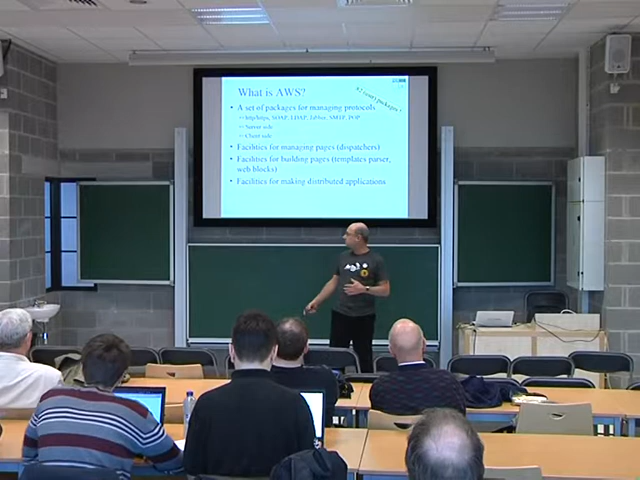 What is AWS?
• A set of packages for managing protocols
http/https, SOAP, LDAP, Jabber, SMTP, POP
Server side
Client side
• Facilities for managing pages (dispatchers)
• Facilities for building pages (templates parser,
web blocks)
• Facilities for making distributed applications